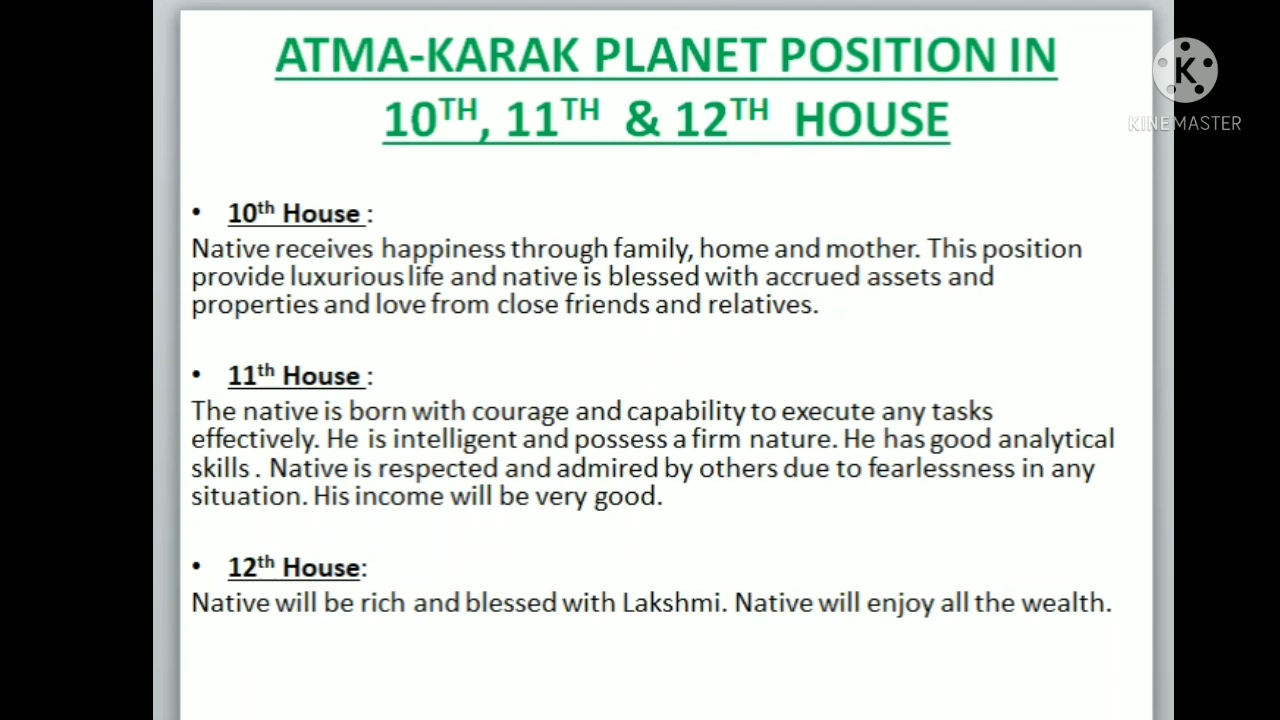 ATMA-KARAK PLANET POSITION IN
10TH, 11TH & 12TH HOUSE
K
KINEMASTER
• 10th House :
Native receives happiness through family, home and mother. This position
provide luxurious life and native is blessed with accrued assets and
properties and love from close friends and relatives.
• 11th House :
The native is born with courage and capability to execute any tasks
effectively. He is intelligent and possess a firm nature. He has good analytical
skills . Native is respected and admired by others due to fearlessness in any
situation. His income will be very good.
• 12th House:
Native will be rich and blessed with Lakshmi. Native will enjoy all the wealth.